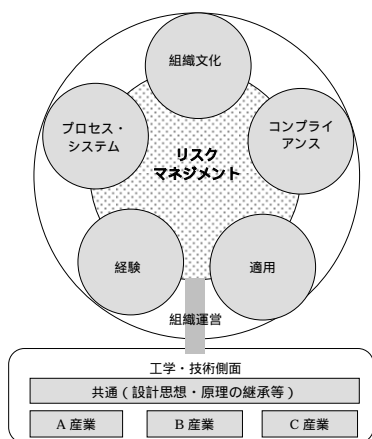 組織文化
プロセス・
システム
コンプライ
アンス
リスク
マネジメント
経験
適用
組織運営
工学・技術側面
共通（設計思想・原理の継承等）
A 産業
B 産業
C 産業